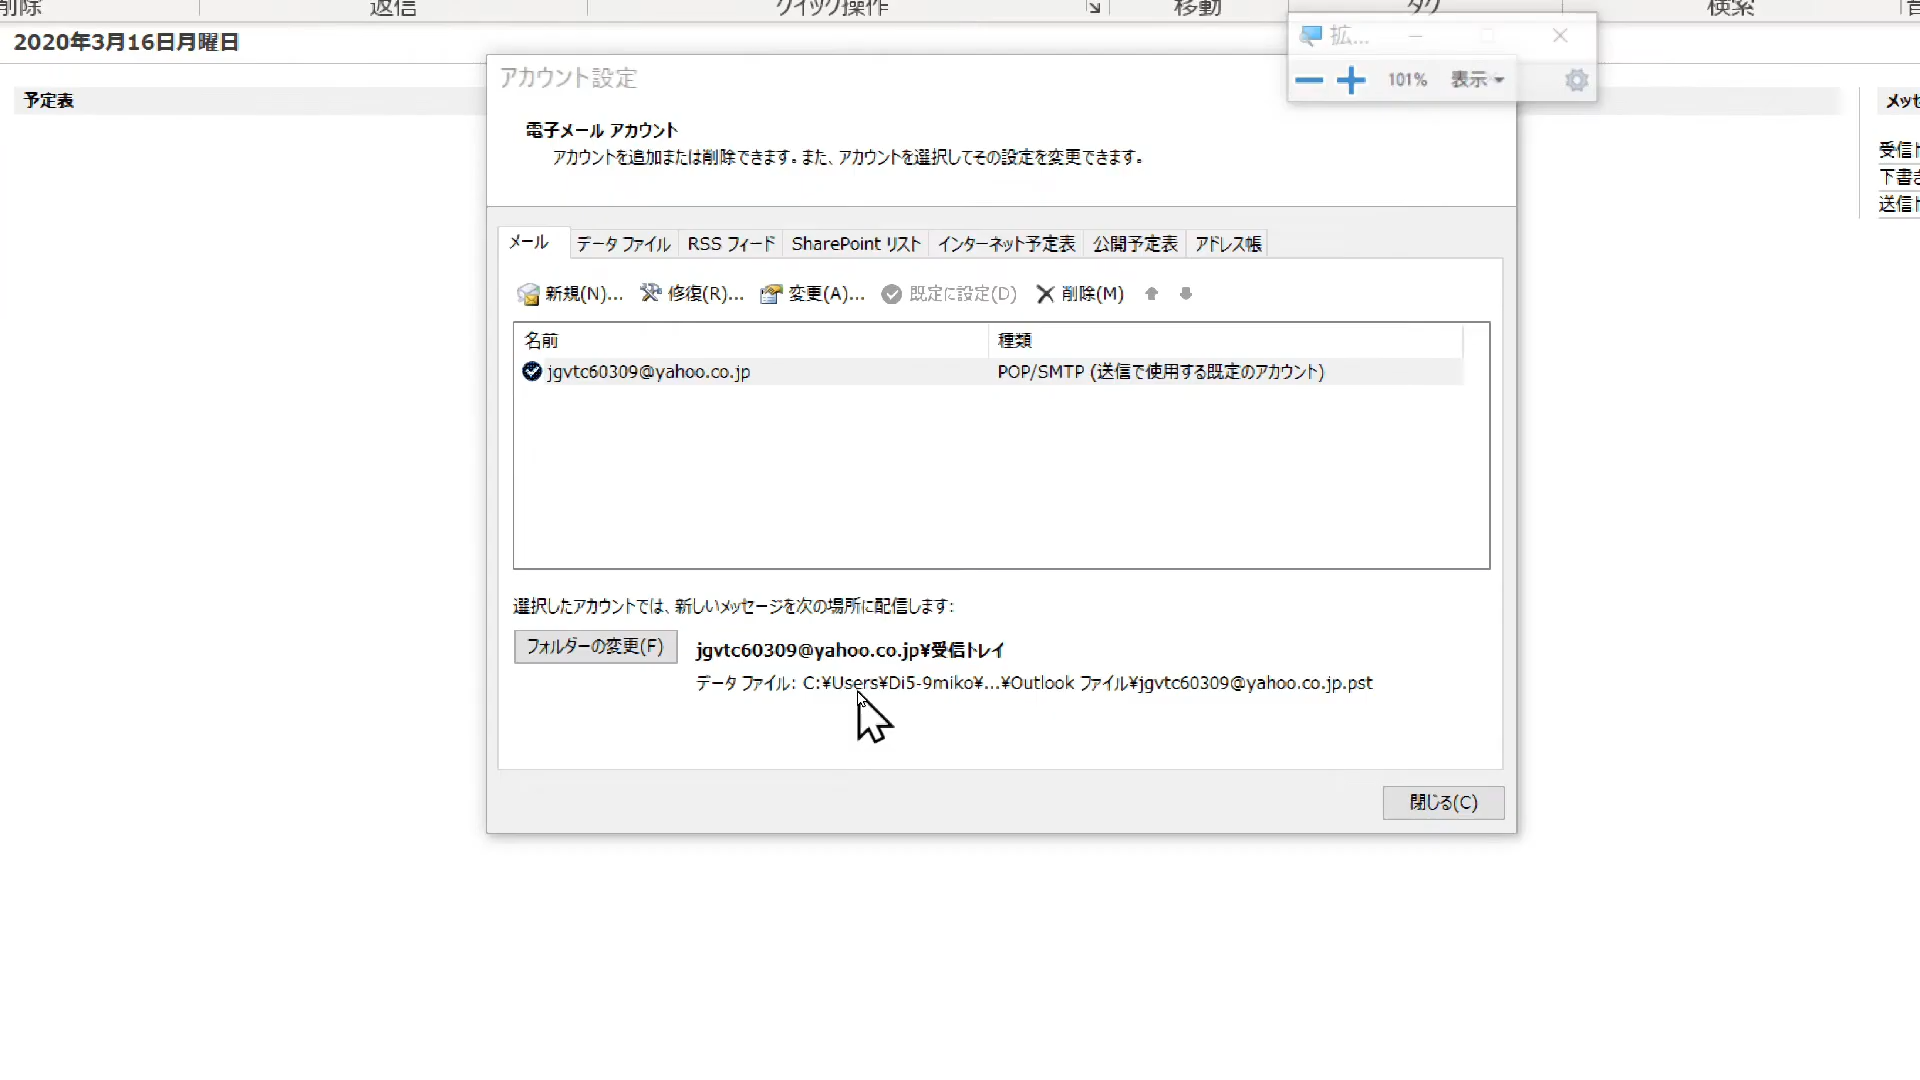 削除 返信 クイック操作 移動 タグ 検索
2020年3月16日月曜日
拡...
101% 表示
アカウント設定
予定表
メッセ
受信ト
下書き
送信ト
電子メール アカウント
アカウントを追加または削除できます。また、アカウントを選択してその設定を変更できます。
メール データ ファイル RSS フィード SharePoint リスト インターネット予定表 公開予定表 アドレス帳
新規(N)... 修復(R)... 変更(A)... 既定に設定(D) 削除(M)
名前 種類
jgvtc60309@yahoo.co.jp POP/SMTP (送信で使用する既定のアカウント)
選択したアカウントでは、新しいメッセージを次の場所に配信します:
フォルダーの変更(F) jgvtc60309@yahoo.co.jp¥受信トレイ
データ ファイル: C:¥Users¥Di5-9miko¥...¥Outlook ファイル¥jgvtc60309@yahoo.co.jp.pst
閉じる(C)